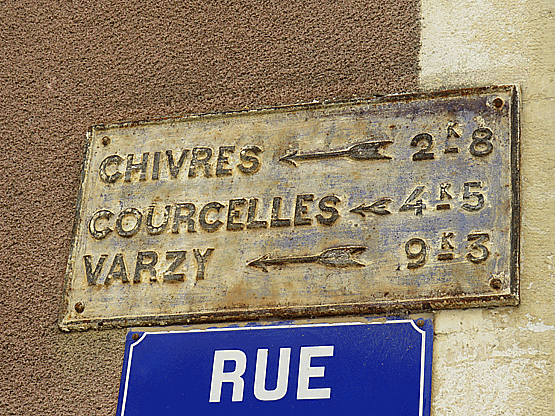 CHIVRES 2K8
COURCELLES 4K5
VARZY 9K3
RUE